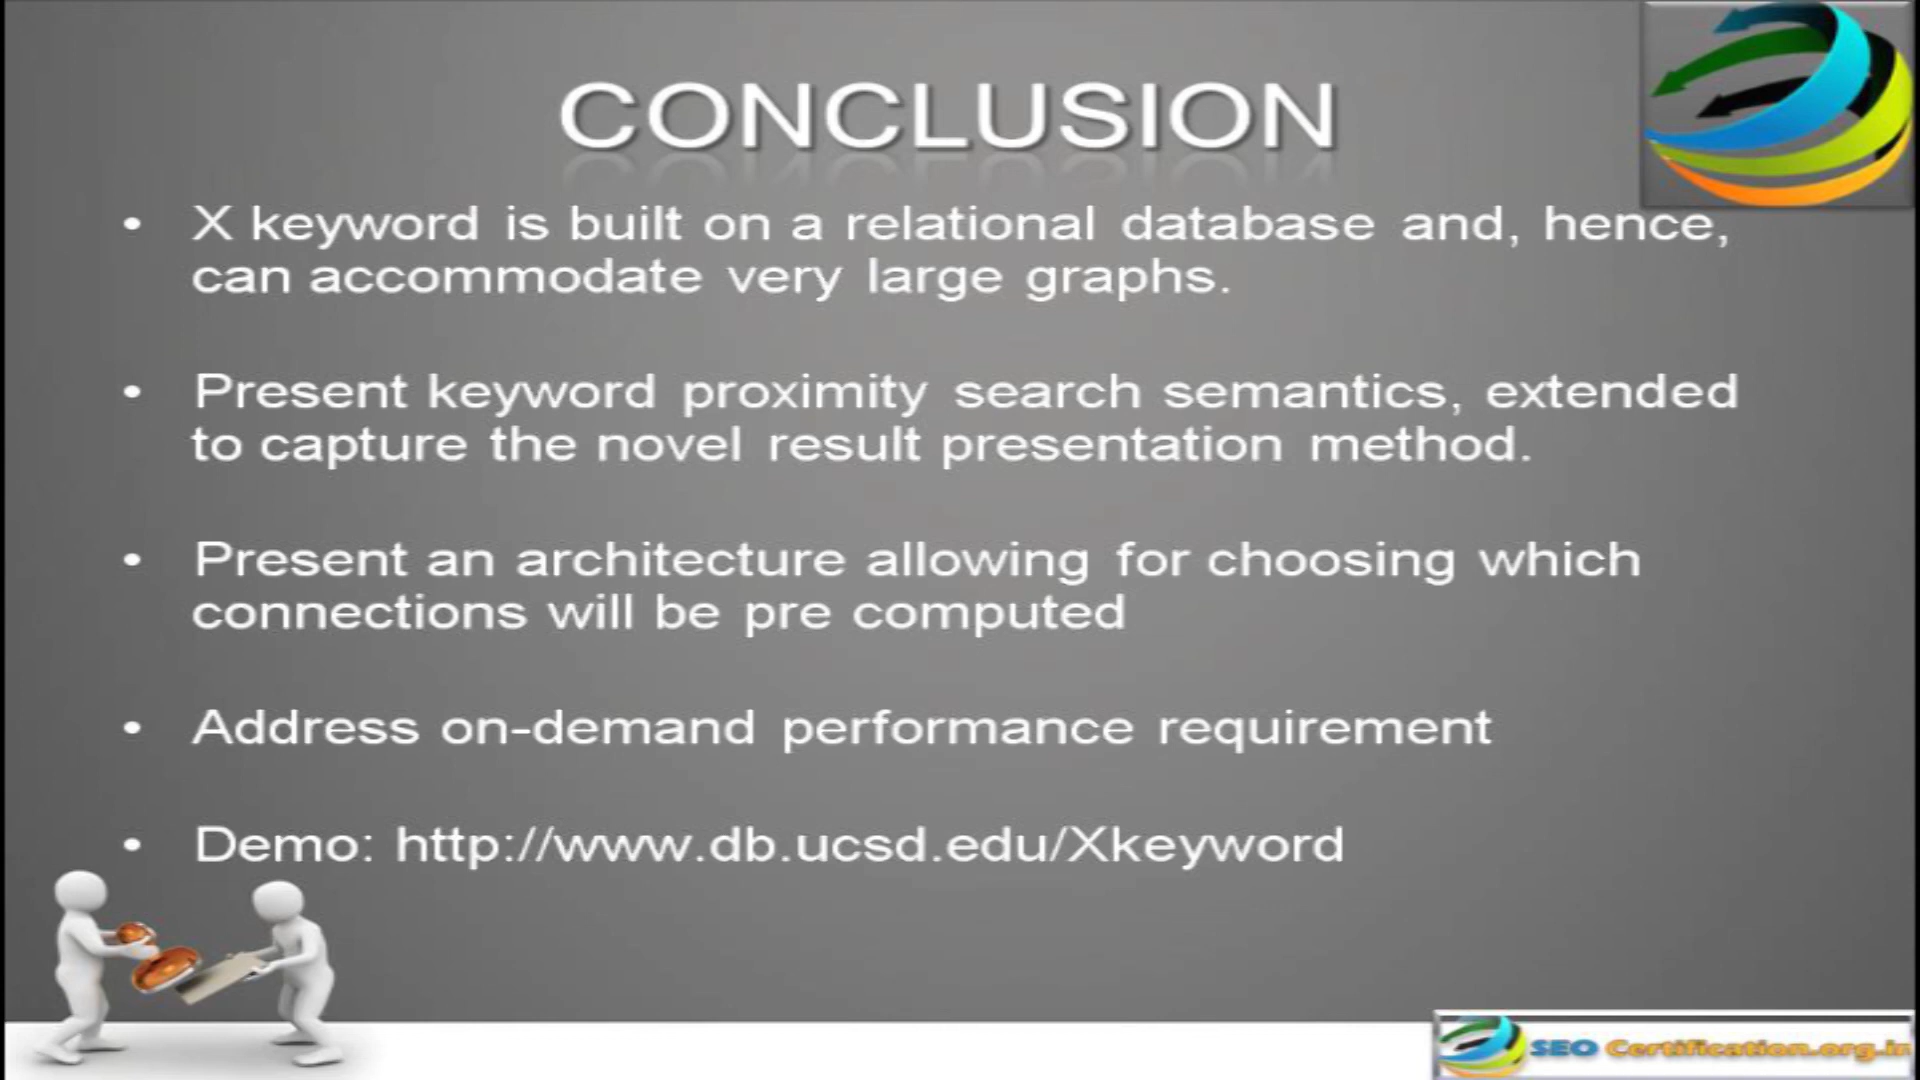 CONCLUSION
• X keyword is built on a relational database and, hence,
can accommodate very large graphs.
• Present keyword proximity search semantics, extended
to capture the novel result presentation method.
• Present an architecture allowing for choosing which
connections will be pre computed
• Address on-demand performance requirement
• Demo: http://www.db.ucsd.edu/Xkeyword
SEO Certification.org.in